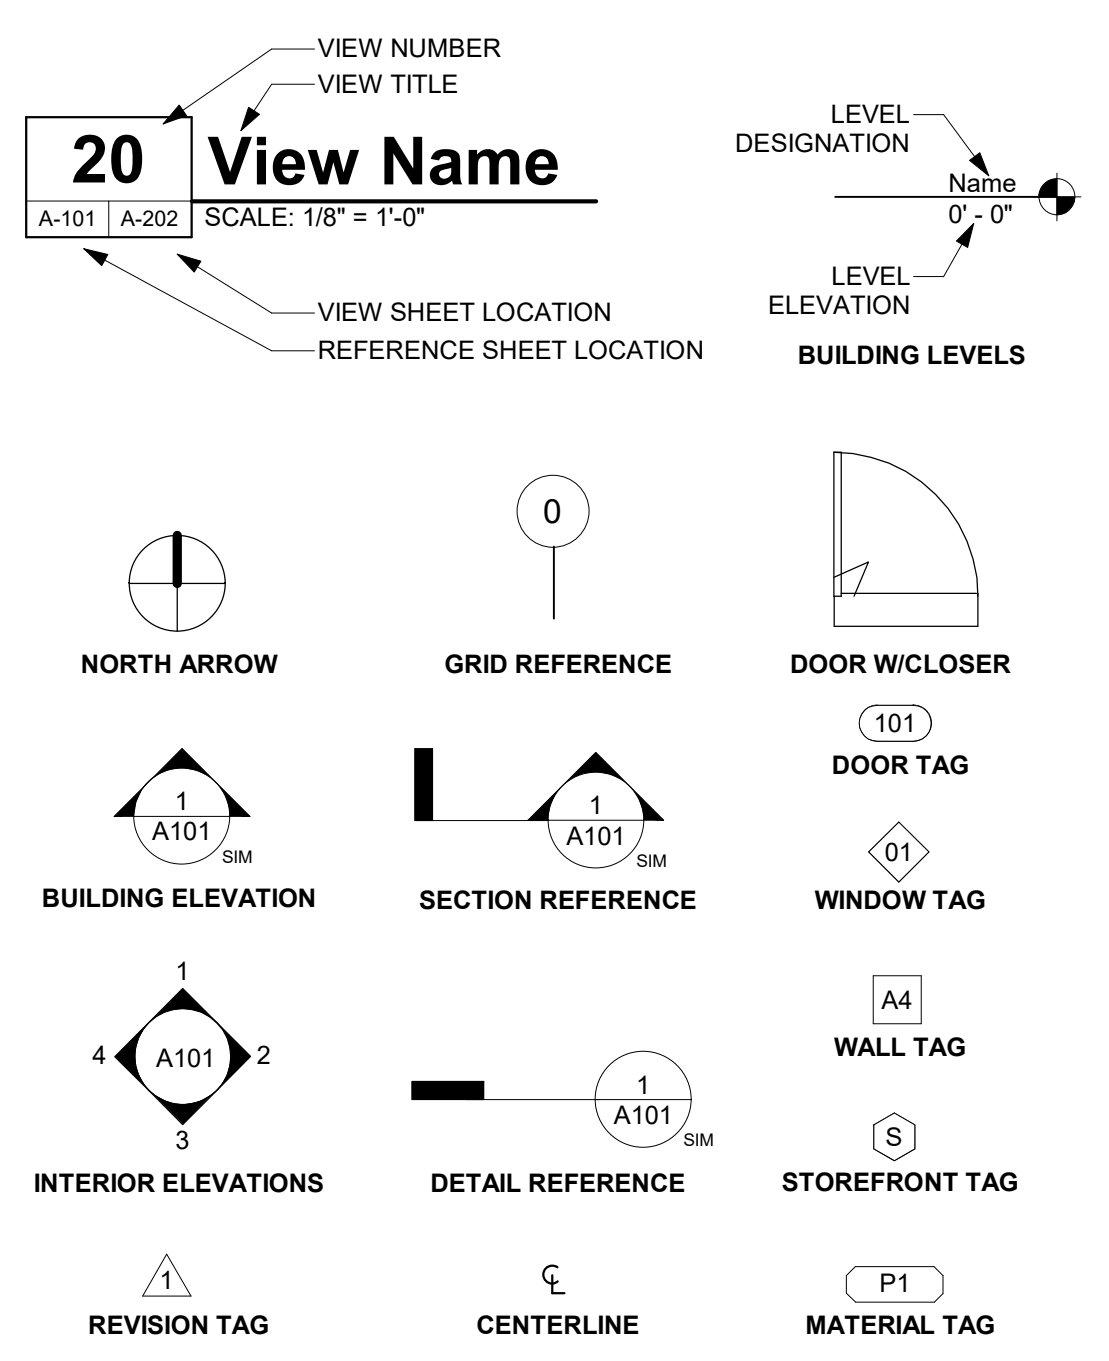 VIEW NUMBER
VIEW TITLE
20
View Name
A-101
A-202
SCALE: 1/8" = 1'-0"
VIEW SHEET LOCATION
REFERENCE SHEET LOCATION
LEVEL
DESIGNATION
Name
0' - 0"
LEVEL
ELEVATION
BUILDING LEVELS
NORTH ARROW
0
GRID REFERENCE
DOOR W/CLOSER
101
DOOR TAG
1
A101
SIM
BUILDING ELEVATION
1
A101
SIM
SECTION REFERENCE
01
WINDOW TAG
1
4
A101
2
3
INTERIOR ELEVATIONS
1
A101
SIM
DETAIL REFERENCE
A4
WALL TAG
S
STOREFRONT TAG
1
REVISION TAG
℄
CENTERLINE
P1
MATERIAL TAG